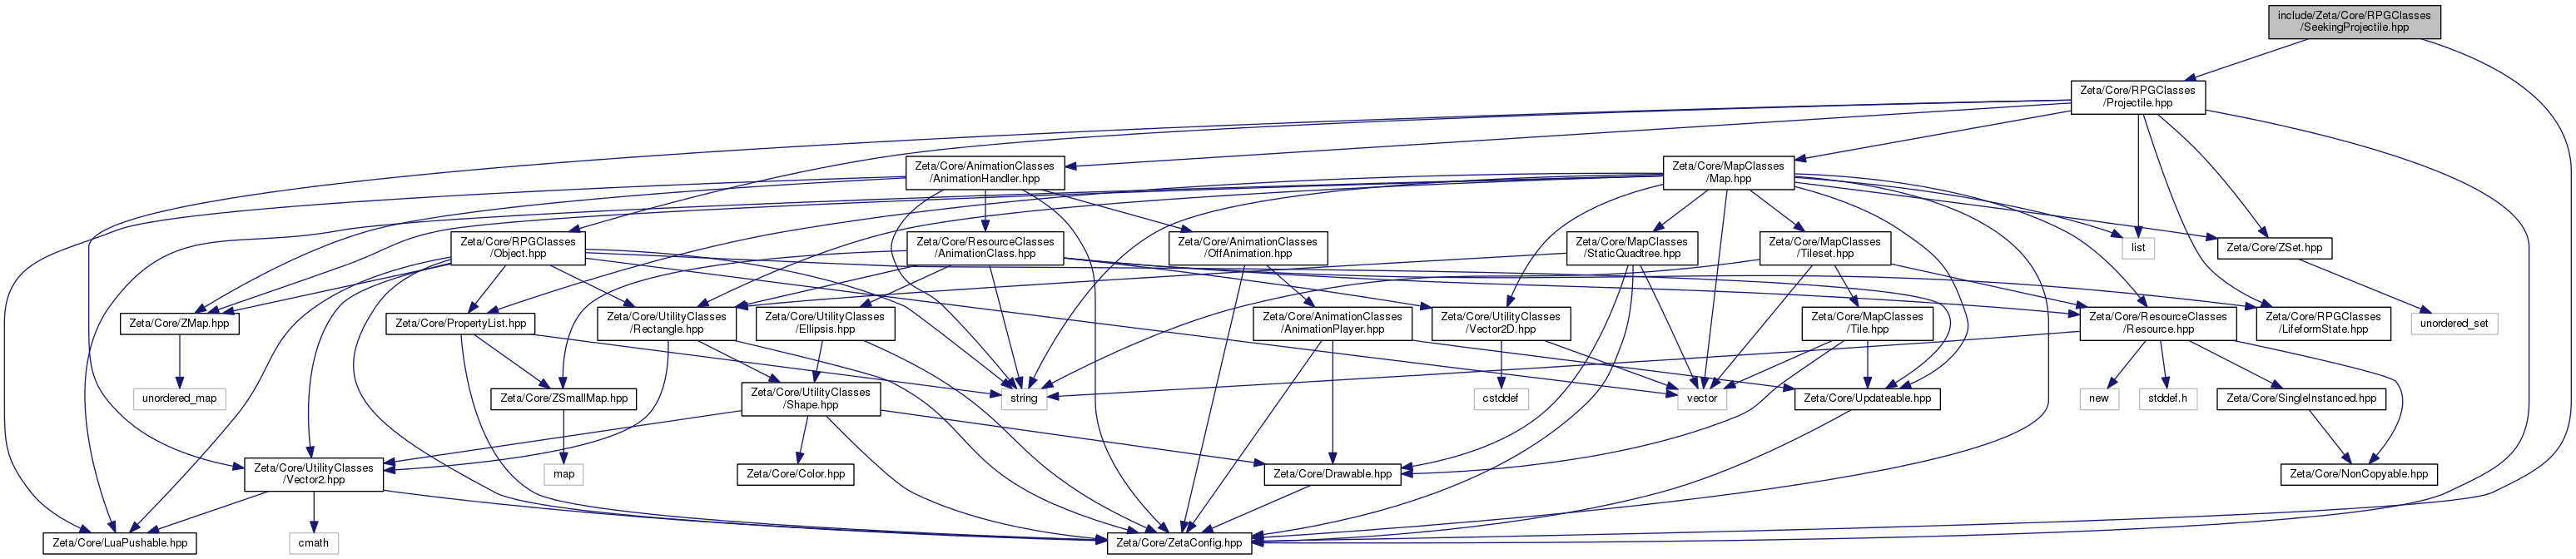 include/Zeta/Core/RPGClasses
/SeekingProjectile.hpp
Zeta/Core/RPGClasses
/Projectile.hpp
Zeta/Core/AnimationClasses
/AnimationHandler.hpp
Zeta/Core/MapClasses
/Map.hpp
Zeta/Core/RPGClasses
/Object.hpp
Zeta/Core/ResourceClasses
/AnimationClass.hpp
Zeta/Core/AnimationClasses
/OffAnimation.hpp
Zeta/Core/MapClasses
/StaticQuadtree.hpp
Zeta/Core/MapClasses
/Tileset.hpp
list
Zeta/Core/ZSet.hpp
Zeta/Core/ZMap.hpp
Zeta/Core/PropertyList.hpp
Zeta/Core/UtilityClasses
/Rectangle.hpp
Zeta/Core/UtilityClasses
/Ellipsis.hpp
Zeta/Core/AnimationClasses
/AnimationPlayer.hpp
Zeta/Core/UtilityClasses
/Vector2D.hpp
Zeta/Core/MapClasses
/Tile.hpp
Zeta/Core/ResourceClasses
/Resource.hpp
Zeta/Core/RPGClasses
/LifeformState.hpp
unordered_set
unordered_map
Zeta/Core/ZSmallMap.hpp
Zeta/Core/UtilityClasses
/Shape.hpp
string
cstddef
vector
Zeta/Core/Updateable.hpp
new
stddef.h
Zeta/Core/SingleInstanced.hpp
Zeta/Core/UtilityClasses
/Vector2.hpp
map
Zeta/Core/Color.hpp
Zeta/Core/Drawable.hpp
Zeta/Core/NonCopyable.hpp
Zeta/Core/LuaPushable.hpp
cmath
Zeta/Core/ZetaConfig.hpp